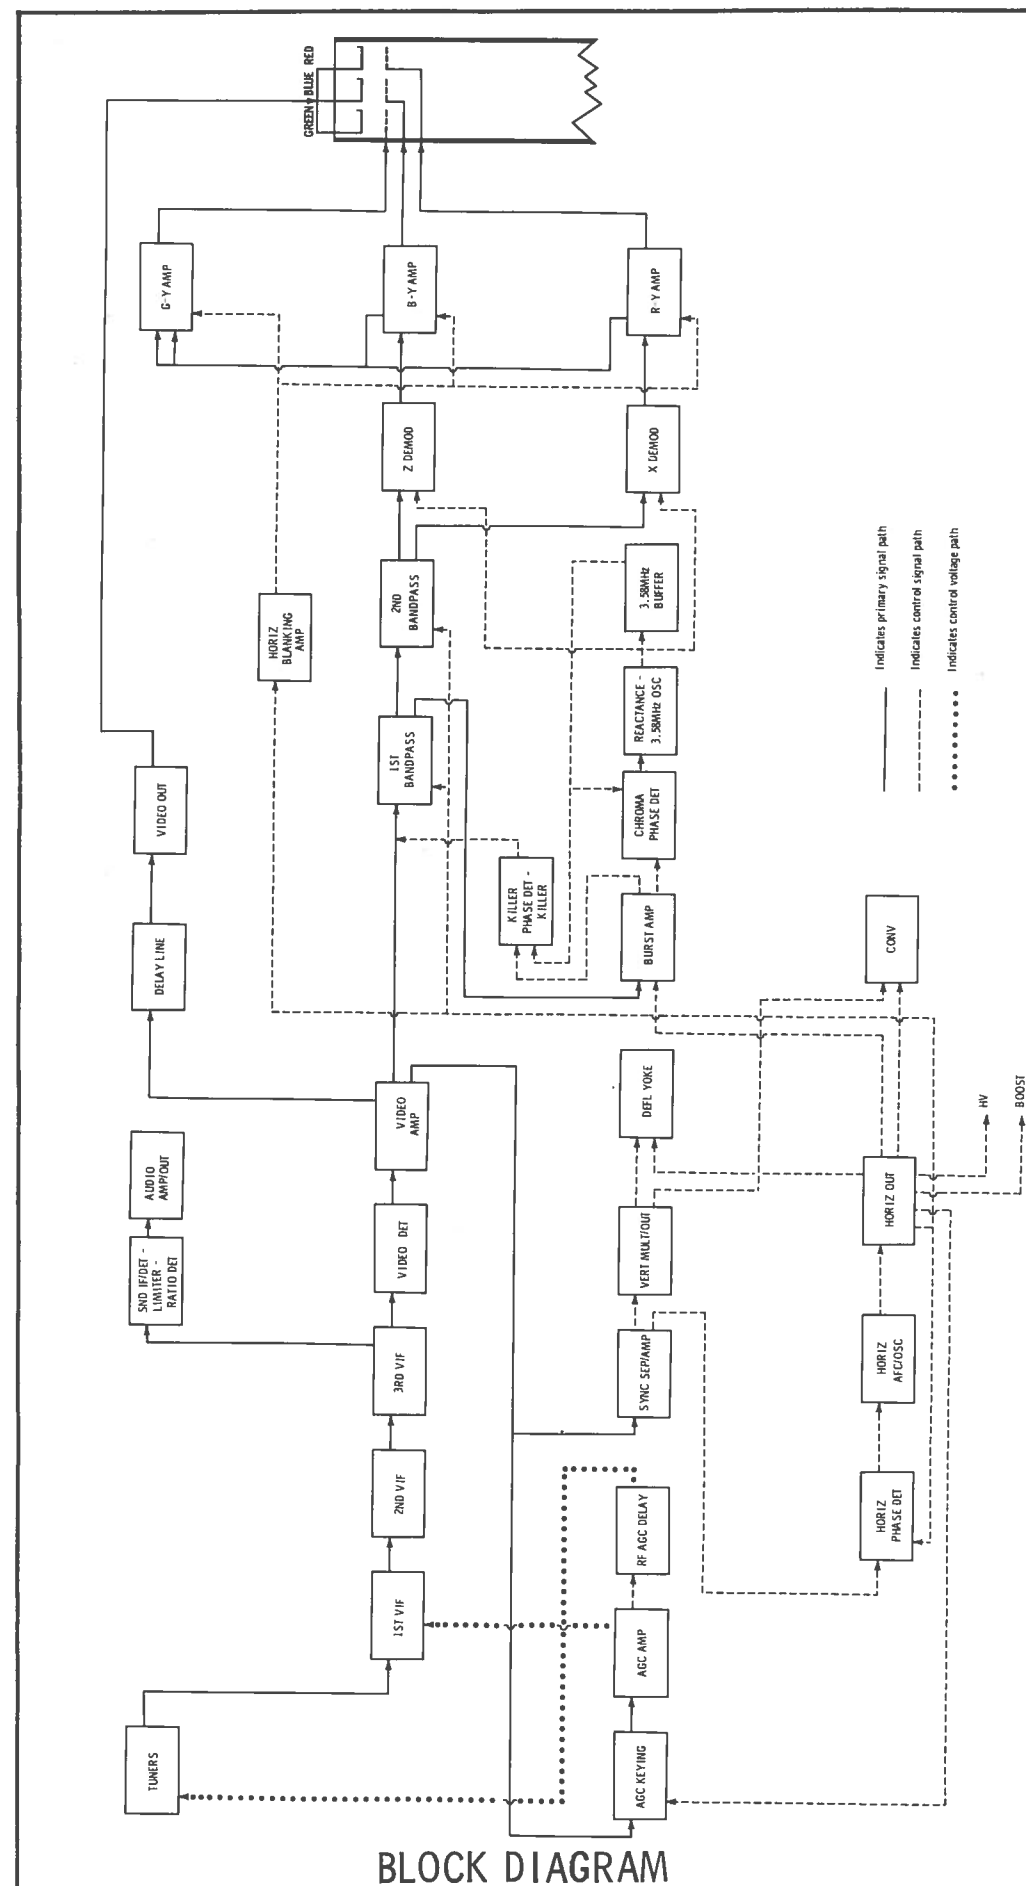 GREEN BLUE RED
G-Y AMP
B-Y AMP
R-Y AMP
Z DEMOD
X DEMOD
HORIZ
BLANKING
AMP
2ND
BANDPASS
3.58MHz
BUFFER
1ST
BANDPASS
REACTANCE -
3.58MHz OSC
VIDEO OUT
CHROMA
PHASE DET
KILLER
PHASE DET -
KILLER
DELAY LINE
BURST AMP
CONV
Indicates primary signal path
Indicates control signal path
Indicates control voltage path
VIDEO
AMP
DEFL YOKE
AUDIO
AMP/OUT
HV
BOOST
SND IF/DET -
LIMITER -
RATIO DET
VIDEO DET
VERT MULT/OUT
HORIZ OUT
3RD VIF
SYNC SEP/AMP
HORIZ
AFC/OSC
2ND VIF
RF AGC DELAY
HORIZ
PHASE DET
1ST VIF
AGC AMP
TUNERS
AGC KEYING
BLOCK DIAGRAM